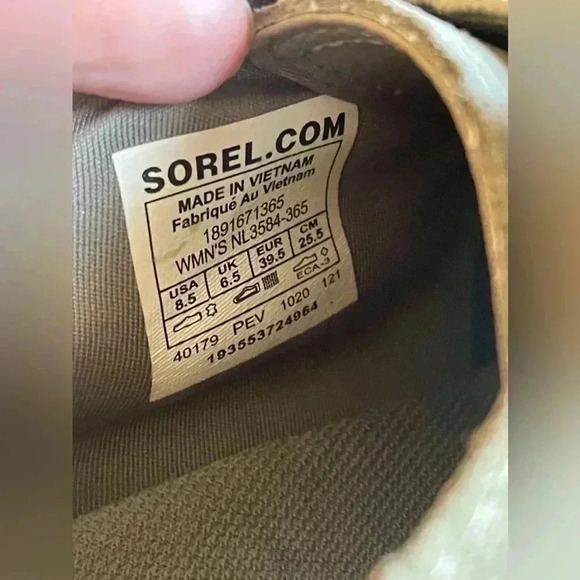 SOREL.COM
MADE IN VIETNAM
Fabriqué Au Vietnam
1891671365
WMN'S NL3584-365
USA UK EUR CM
8.5 6.5 39.5 25.5
ECA-3
40179 PEV 1020 121
193553724964